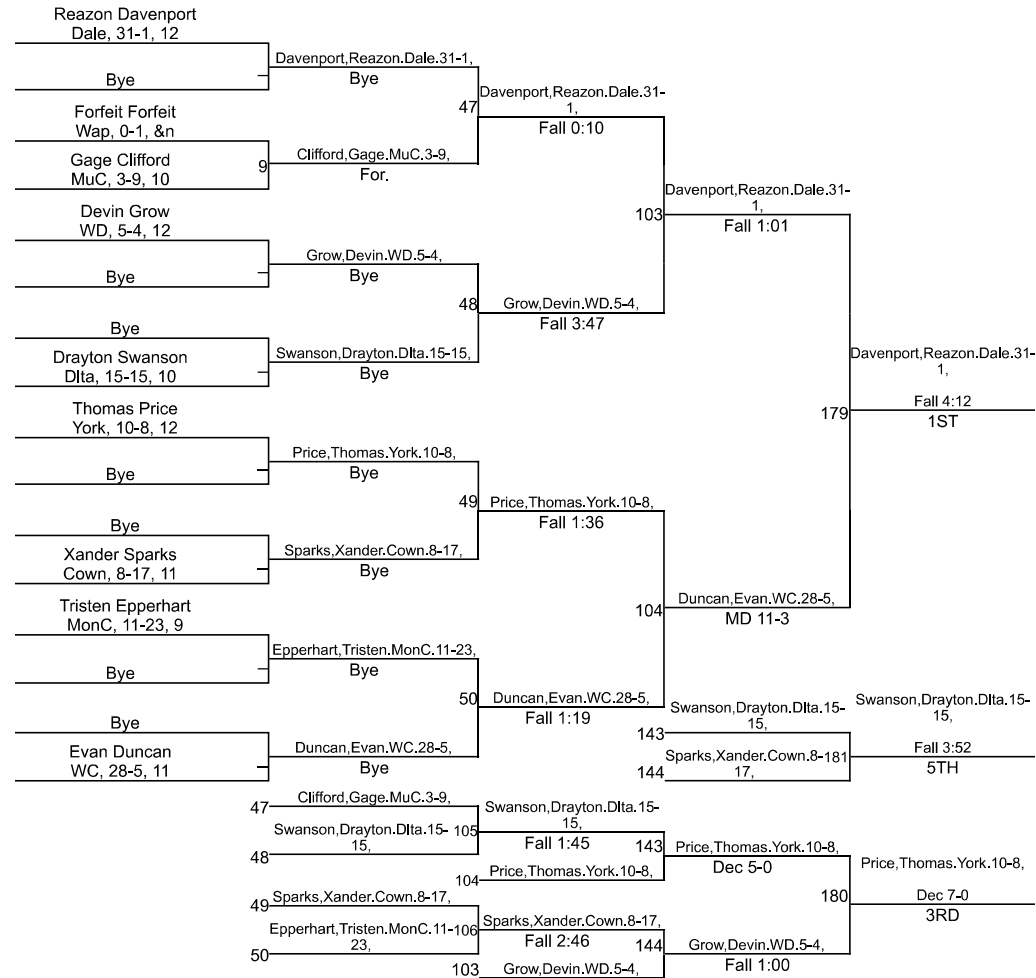 Reazon Davenport
Dale, 31-1, 12
Davenport,Reazon.Dale.31-1,
Bye
Bye
47
Davenport,Reazon.Dale.31-
1,
Fall 0:10
Forfeit Forfeit
Wap, 0-1, &n
9
Clifford,Gage.MuC.3-9,
For.
Gage Clifford
MuC, 3-9, 10
103
Davenport,Reazon.Dale.31-
1,
Fall 1:01
Devin Grow
WD, 5-4, 12
Grow,Devin.WD.5-4,
Bye
Bye
48
Grow,Devin.WD.5-4,
Fall 3:47
Bye
Swanson,Drayton.Dlta.15-15,
Bye
Drayton Swanson
Dlta, 15-15, 10
179
Davenport,Reazon.Dale.31-
1,
Fall 4:12
1ST
Thomas Price
York, 10-8, 12
Price,Thomas.York.10-8,
Bye
Bye
49
Price,Thomas.York.10-8,
Fall 1:36
Bye
Sparks,Xander.Cown.8-17,
Bye
Xander Sparks
Cown, 8-17, 11
104
Duncan,Evan.WC.28-5,
MD 11-3
Tristen Epperhart
MonC, 11-23, 9
Epperhart,Tristen.MonC.11-23,
Bye
Bye
50
Duncan,Evan.WC.28-5,
Fall 1:19
Bye
Duncan,Evan.WC.28-5,
Bye
Evan Duncan
WC, 28-5, 11
143
Swanson,Drayton.Dlta.15-
15,
144
Sparks,Xander.Cown.8-
17,
181
Swanson,Drayton.Dlta.15-
15,
Fall 3:52
5TH
47
Clifford,Gage.MuC.3-9,
48
Swanson,Drayton.Dlta.15-
15,
105
Swanson,Drayton.Dlta.15-
15,
Fall 1:45
104
Price,Thomas.York.10-8,
143
Price,Thomas.York.10-8,
Dec 5-0
49
Sparks,Xander.Cown.8-17,
50
Epperhart,Tristen.MonC.11-
23,
106
Sparks,Xander.Cown.8-17,
Fall 2:46
103
Grow,Devin.WD.5-4,
144
Grow,Devin.WD.5-4,
Fall 1:00
180
Price,Thomas.York.10-8,
Dec 7-0
3RD